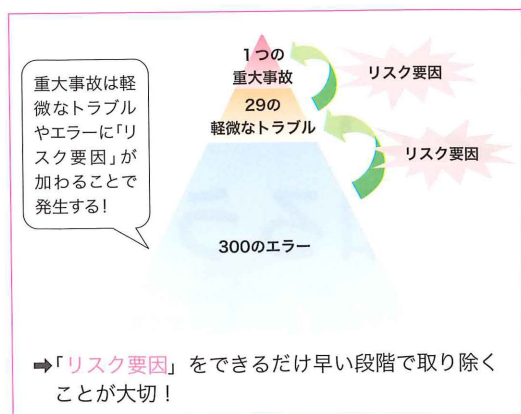 重大事故は軽
微なトラブル
やエラーに「リ
スク要因」が
加わることで
発生する!
1つの
重大事故
29の
軽微なトラブル
300のエラー
リスク要因
リスク要因
➡「リスク要因」をできるだけ早い段階で取り除く
ことが大切!